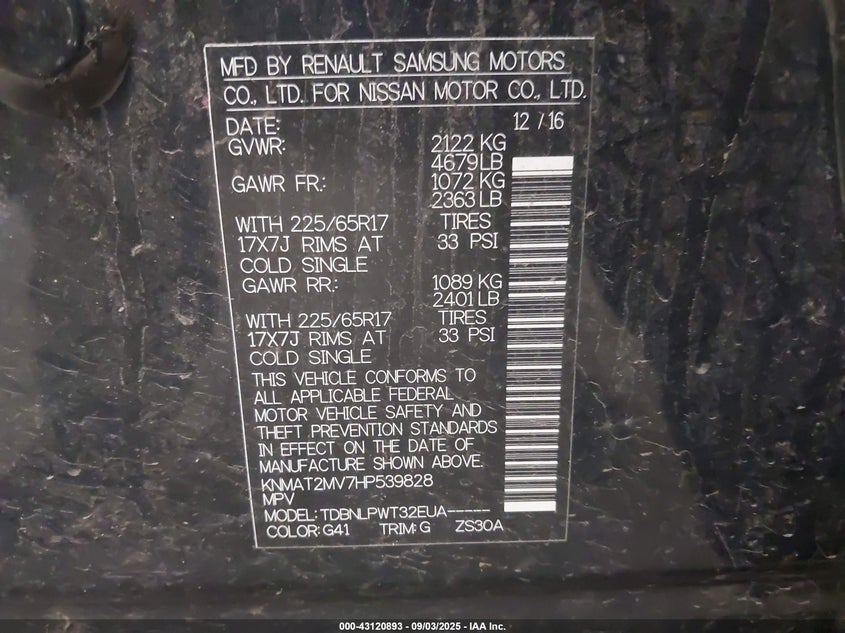 MFD BY RENAULT SAMSUNG MOTORS
CO., LTD. FOR NISSAN MOTOR CO., LTD.
DATE: 12 / 16
GVWR: 2122 KG
4679 LB
GAWR FR: 1072 KG
2363 LB
WITH 225/65R17 TIRES
17X7J RIMS AT 33 PSI
COLD SINGLE
GAWR RR: 1089 KG
2401 LB
WITH 225/65R17 TIRES
17X7J RIMS AT 33 PSI
COLD SINGLE
THIS VEHICLE CONFORMS TO
ALL APPLICABLE FEDERAL
MOTOR VEHICLE SAFETY AND
THEFT PREVENTION STANDARDS
IN EFFECT ON THE DATE OF
MANUFACTURE SHOWN ABOVE.
KNMAT2MV7HP539828
MPV
MODEL: TDBNLPWT32EUA-----
COLOR: G41 TRIM: G ZS30A
000-43120893 - 09/03/2025 - IAA Inc.